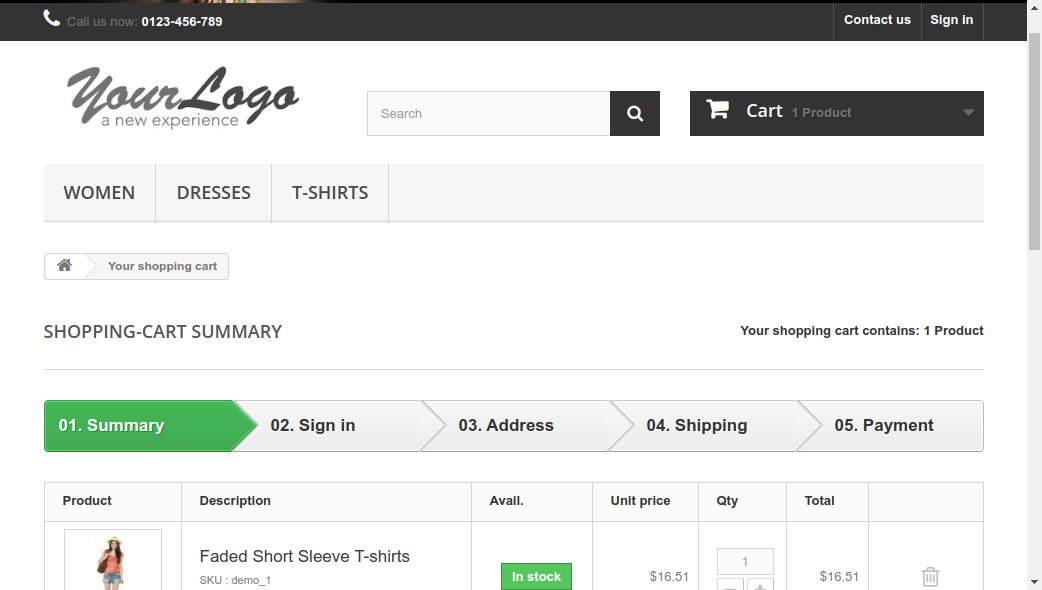 Call us now: 0123-456-789
Contact us
Sign in
YourLogo
a new experience
Search
Cart 1 Product
WOMEN
DRESSES
T-SHIRTS
Your shopping cart
SHOPPING-CART SUMMARY
Your shopping cart contains: 1 Product
01. Summary
02. Sign in
03. Address
04. Shipping
05. Payment
Product
Description
Avail.
Unit price
Qty
Total
Faded Short Sleeve T-shirts
SKU : demo_1
In stock
$16.51
1
$16.51